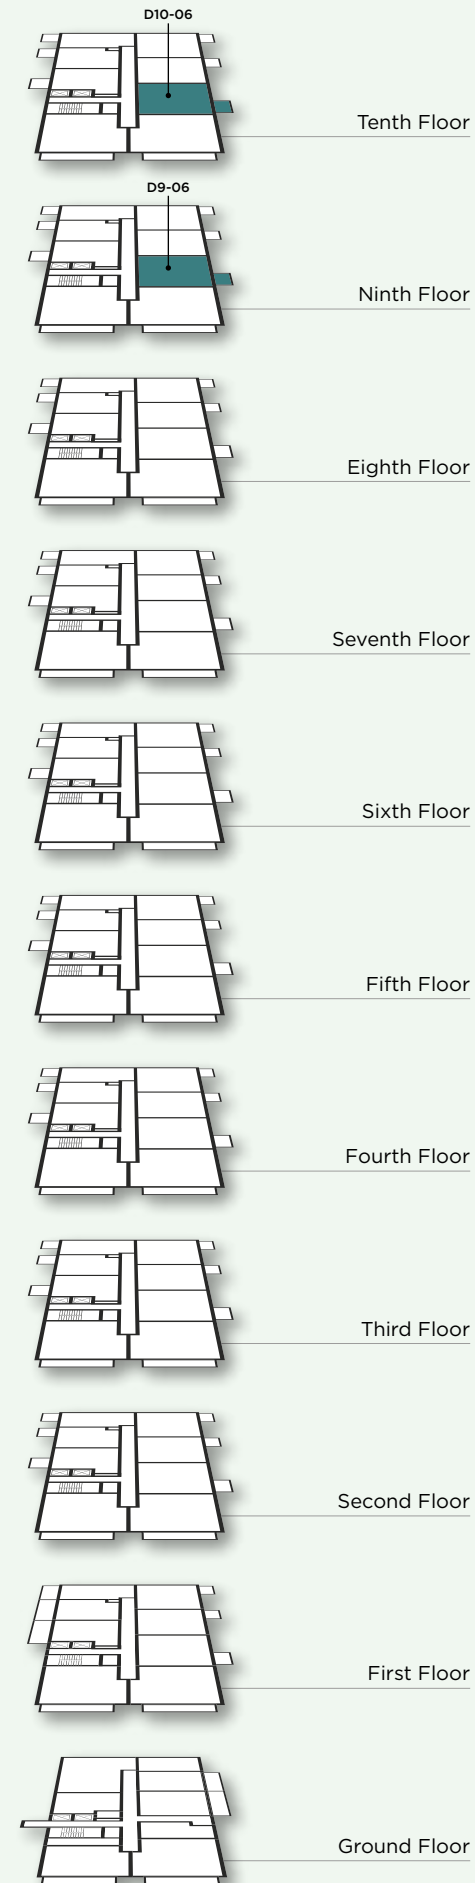 D10-06
Tenth Floor
D9-06
Ninth Floor
Eighth Floor
Seventh Floor
Sixth Floor
Fifth Floor
Fourth Floor
Third Floor
Second Floor
First Floor
Ground Floor